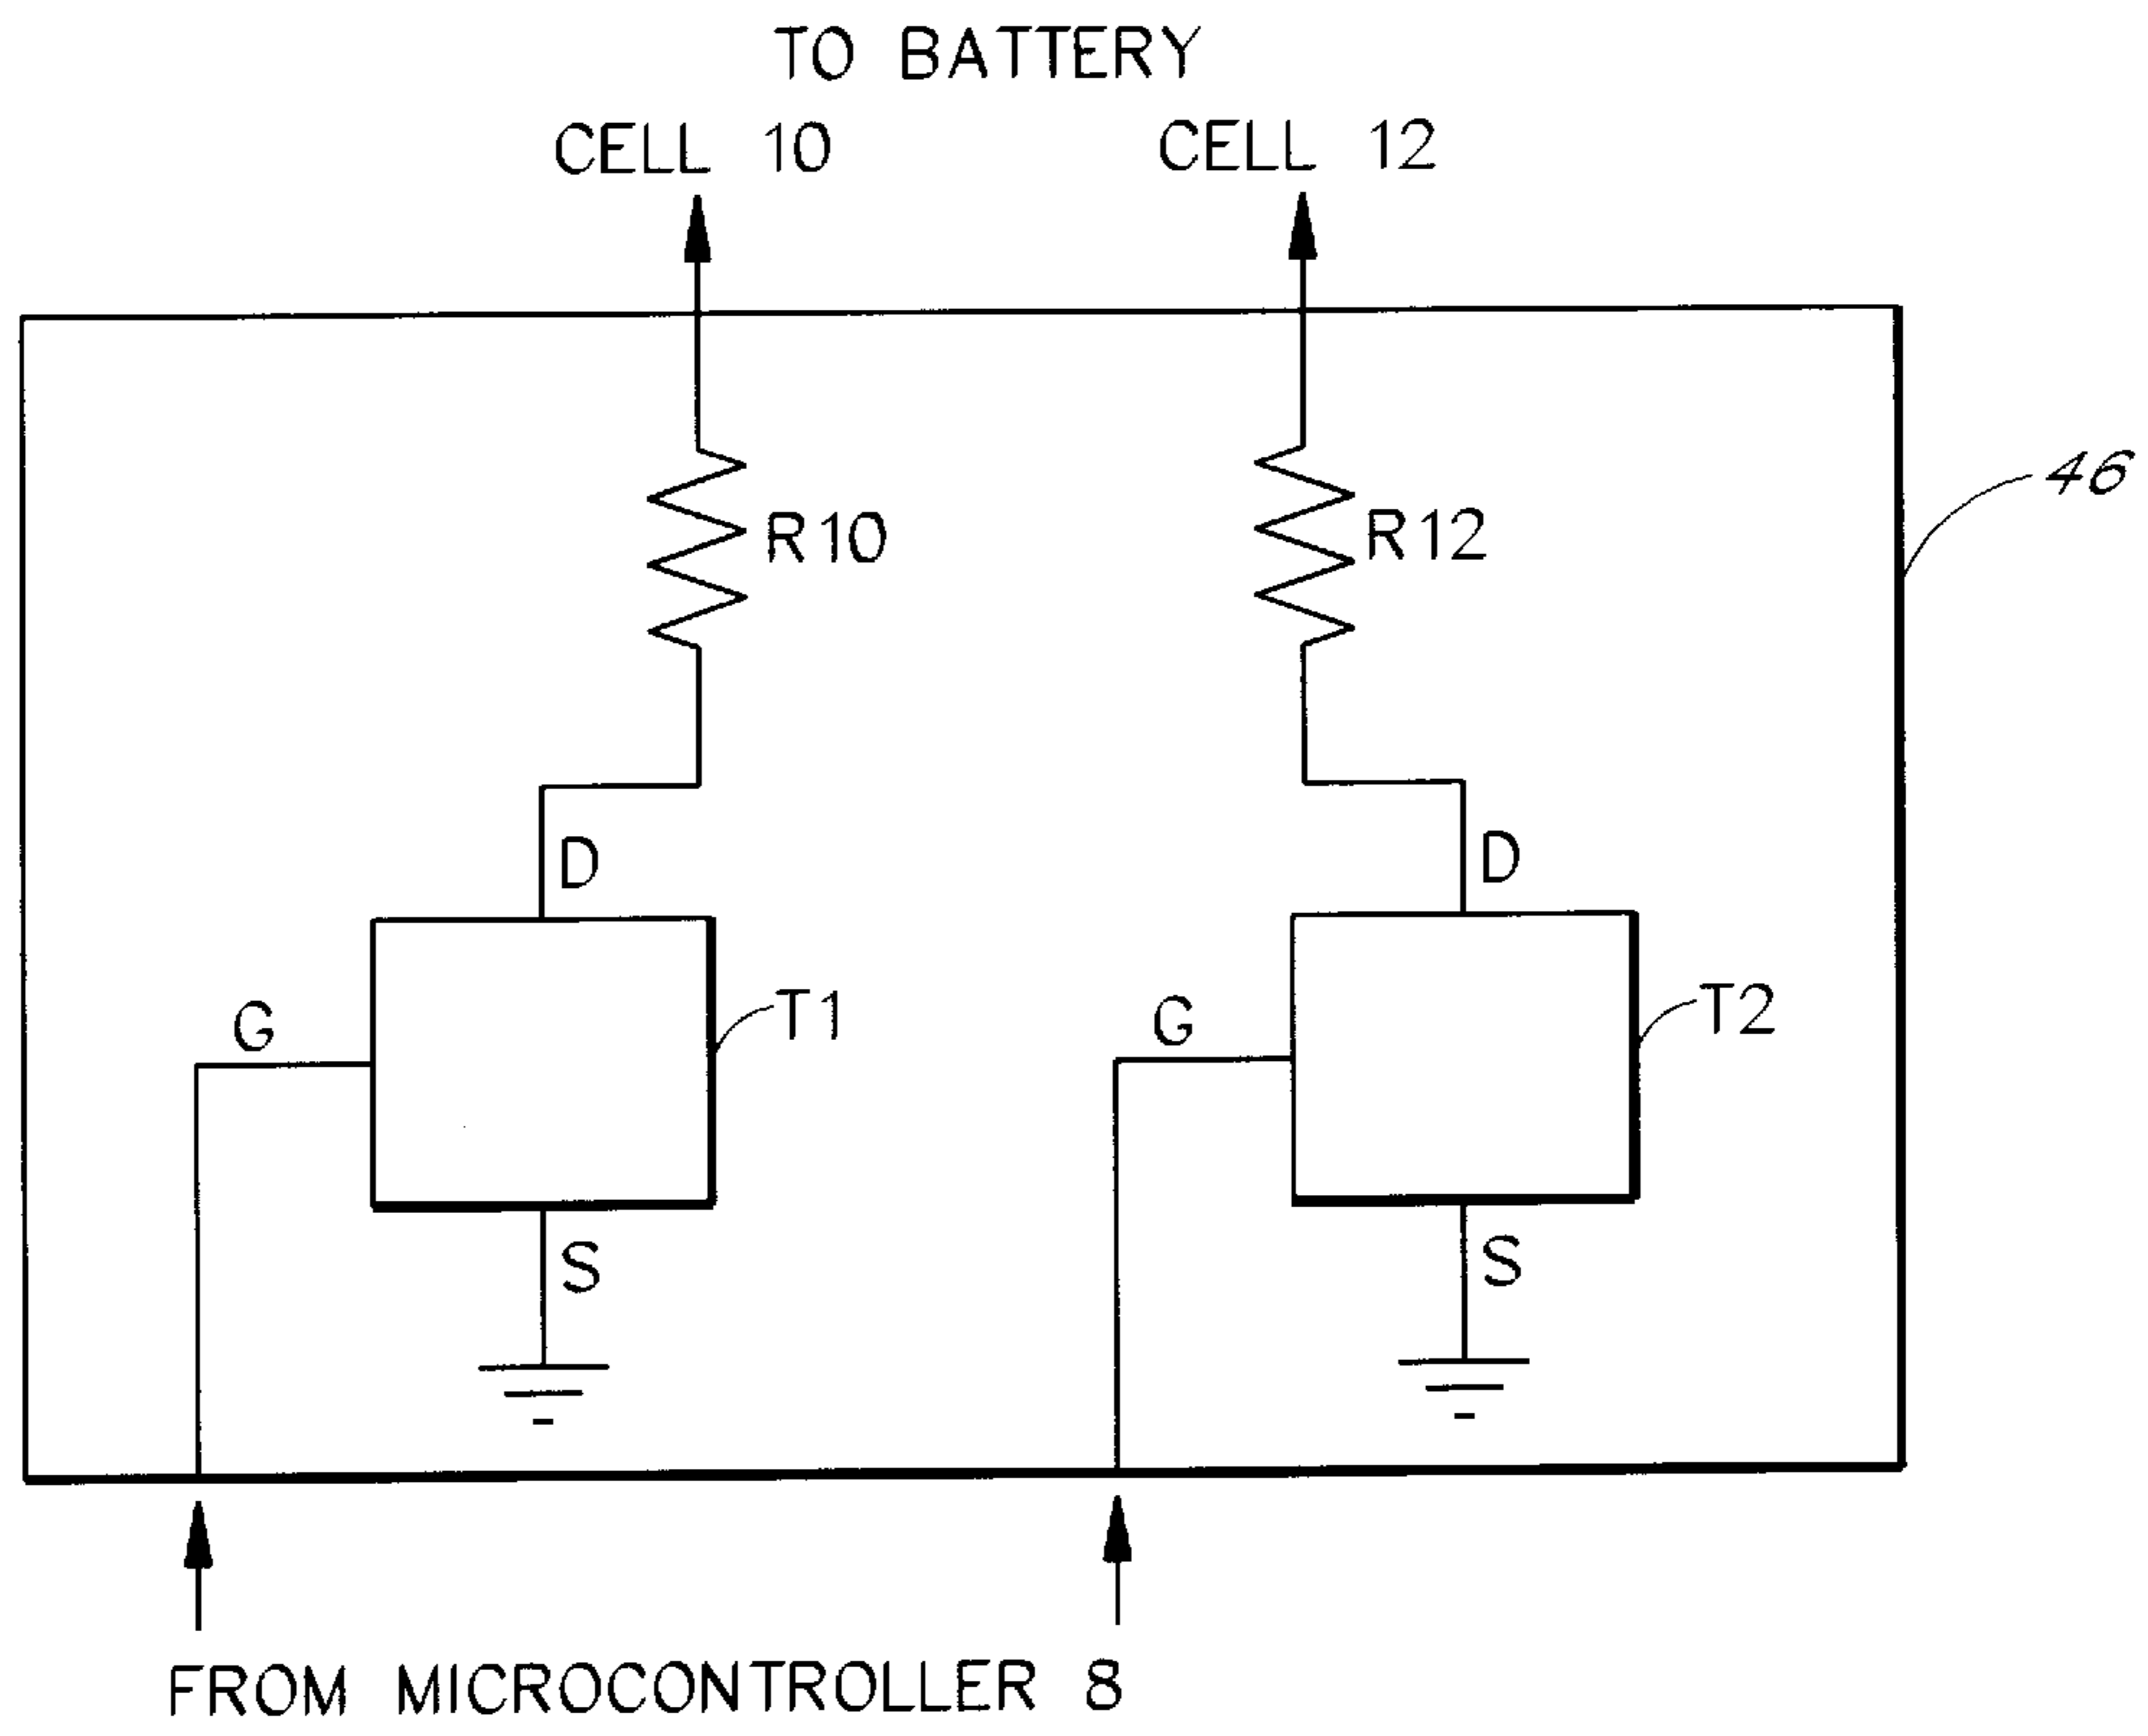 TO BATTERY
CELL 10
CELL 12
46
R10
R12
D
D
G
T1
G
T2
S
S
FROM MICROCONTROLLER 8